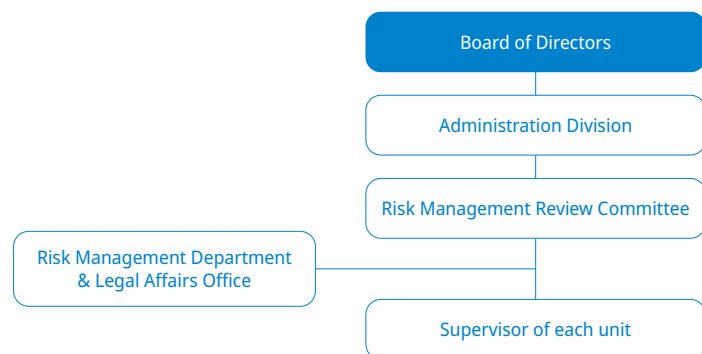 Board of Directors
Administration Division
Risk Management Review Committee
Risk Management Department
& Legal Affairs Office
Supervisor of each unit